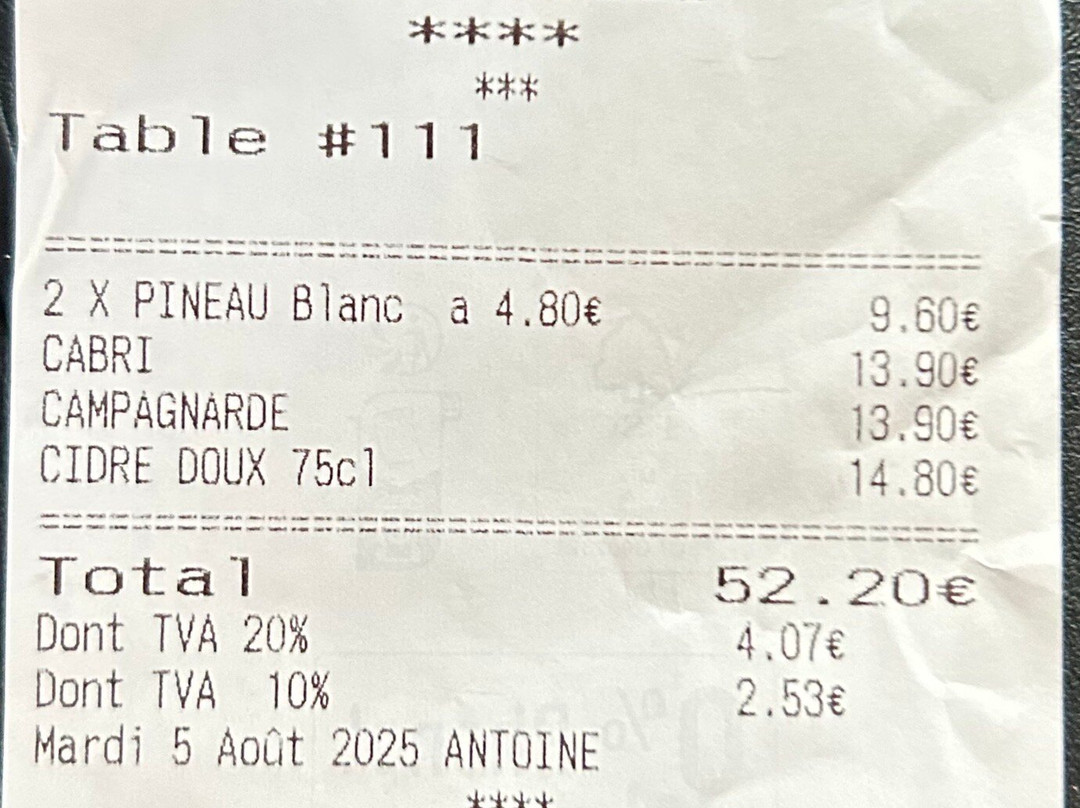 ****
***
Table #111
2 X PINEAU Blanc a 4.80€ 9.60€
CABRI 13.90€
CAMPAGNARDE 13.90€
CIDRE DOUX 75cl 14.80€
Total 52.20€
Dont TVA 20% 4.07€
Dont TVA 10% 2.53€
Mardi 5 Août 2025 ANTOINE
****